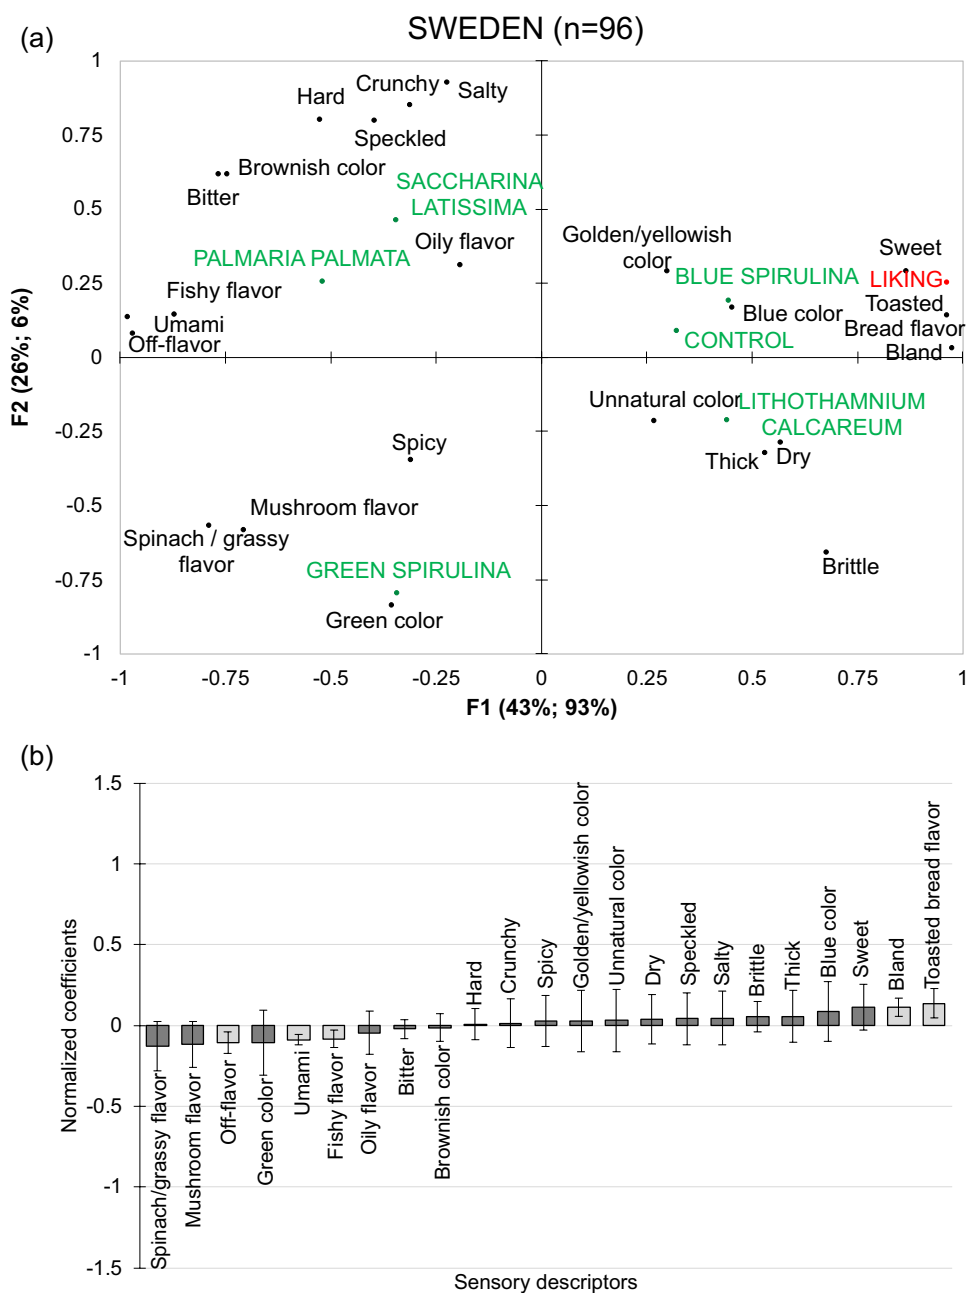 (a)
SWEDEN (n=96)
1
Crunchy
Salty
Hard
0.75
Speckled
Brownish color
Bitter
SACCHARINA
LATISSIMA
0.5
Oily flavor
Golden/yellowish
color
Sweet
PALMARIA PALMATA
BLUE SPIRULINA
LIKING
0.25
Fishy flavor
Toasted
Blue color
Umami
Bread flavor
Off-flavor
CONTROL
Bland
0
F2 (26%; 6%)
Unnatural color
LITHOTHAMNIUM
CALCAREUM
-0.25
Spicy
Thick
Dry
-0.5
Mushroom flavor
Spinach / grassy
flavor
Brittle
GREEN SPIRULINA
-0.75
Green color
-1
-1
-0.75
-0.5
-0.25
0
0.25
0.5
0.75
1
F1 (43%; 93%)
(b)
1.5
1
0.5
0
-0.5
-1
-1.5
Normalized coefficients
Spinach/grassy flavor
Mushroom flavor
Off-flavor
Green color
Umami
Fishy flavor
Oily flavor
Bitter
Brownish color
Hard
Crunchy
Spicy
Golden/yellowish color
Unnatural color
Dry
Speckled
Salty
Brittle
Thick
Blue color
Sweet
Bland
Toasted bread flavor
Sensory descriptors